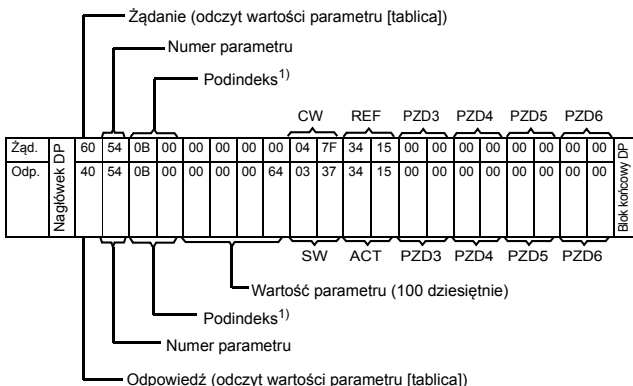 Żądanie (odczyt wartości parametru [tablica])
Numer parametru
Podindeks1)
CW REF PZD3 PZD4 PZD5 PZD6
Żąd. 60 54 0B 00 00 00 00 00 04 7F 34 15 00 00 00 00 00 00 00 00
Odp. 40 54 0B 00 00 00 00 64 03 37 34 15 00 00 00 00 00 00 00 00
Nagłówek DP
Blok końcowy DP
SW ACT PZD3 PZD4 PZD5 PZD6
Wartość parametru (100 dziesiętnie)
Podindeks1)
Numer parametru
Odpowiedź (odczyt wartości parametru [tablica])